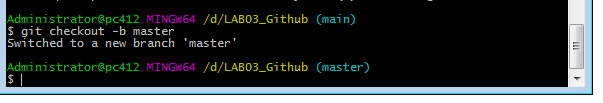 Administrator@pc412 MINGW64 /d/LAB03_Github (main)
$ git checkout -b master
Switched to a new branch 'master'
Administrator@pc412 MINGW64 /d/LAB03_Github (master)
$